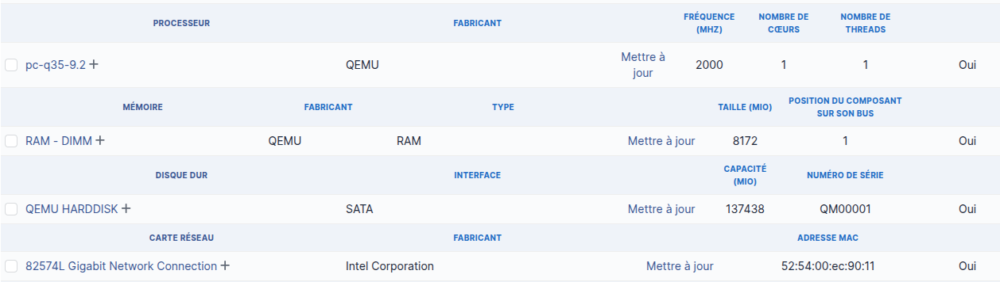 PROCESSEUR FABRICANT FRÉQUENCE (MHZ) NOMBRE DE CŒURS NOMBRE DE THREADS
pc-q35-9.2 + QEMU Mettre à jour 2000 1 1 Oui
MÉMOIRE FABRICANT TYPE TAILLE (MIO) POSITION DU COMPOSANT SUR SON BUS
RAM - DIMM + QEMU RAM Mettre à jour 8172 1 Oui
DISQUE DUR INTERFACE CAPACITÉ (MIO) NUMÉRO DE SÉRIE
QEMU HARDDISK + SATA Mettre à jour 137438 QM00001 Oui
CARTE RÉSEAU FABRICANT ADRESSE MAC
82574L Gigabit Network Connection + Intel Corporation Mettre à jour 52:54:00:ec:90:11 Oui